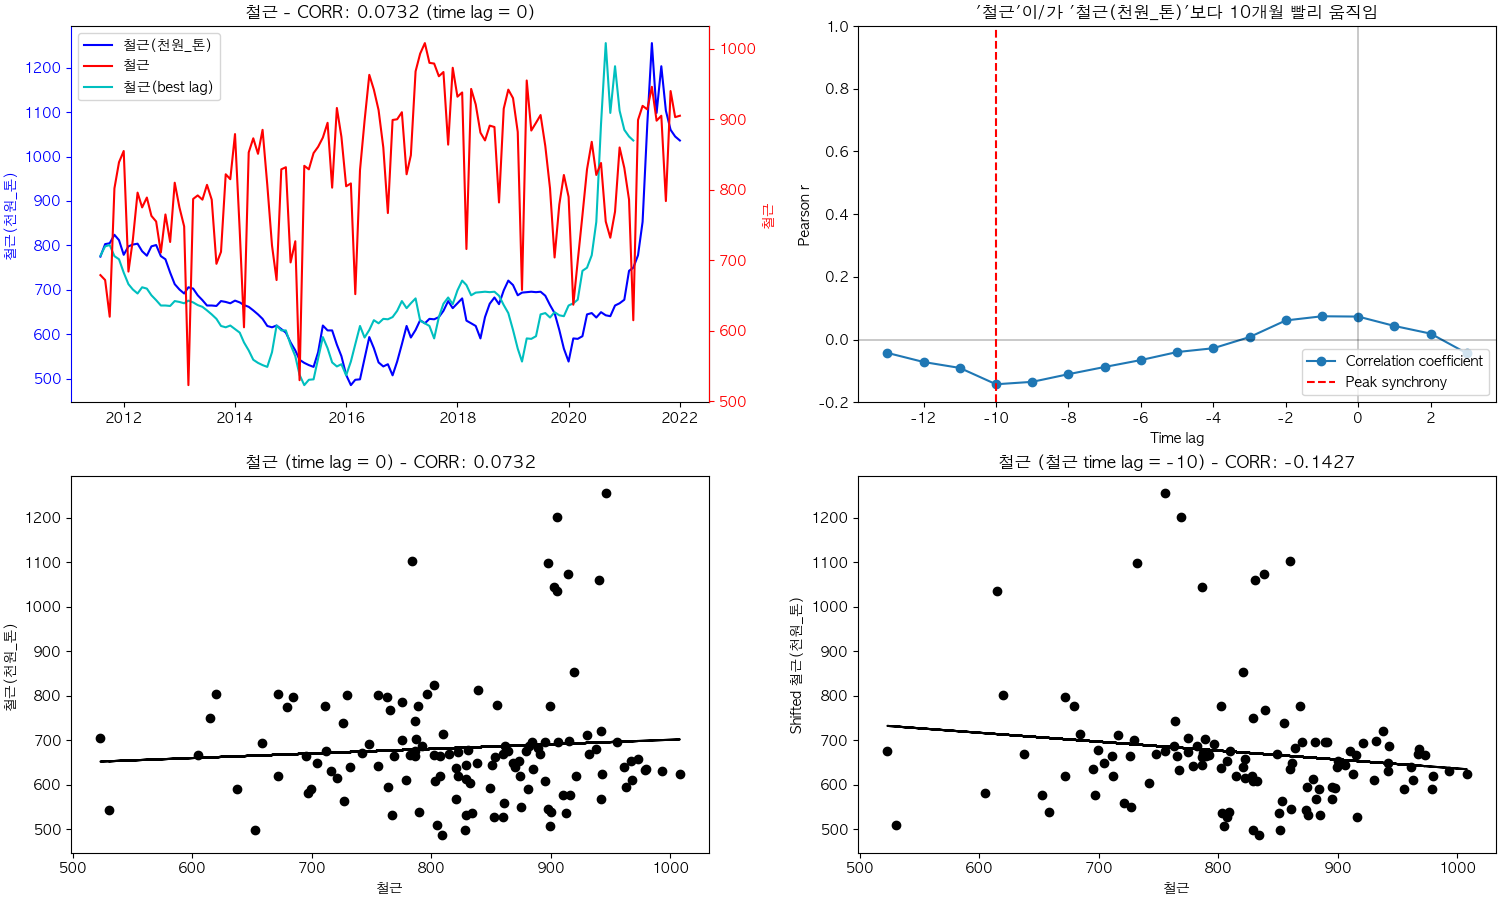 철근 - CORR: 0.0732 (time lag = 0)
철근(천원_톤)
철근
철근(best lag)
1200
1100
1000
900
800
700
600
500
철근(천원_톤)
1000
900
800
700
600
500
철근
2012 2014 2016 2018 2020 2022
'철근'이/가 '철근(천원_톤)'보다 10개월 빨리 움직임
1.0
0.8
0.6
0.4
0.2
0.0
-0.2
Pearson r
Correlation coefficient
Peak synchrony
-12 -10 -8 -6 -4 -2 0 2
Time lag
철근 (time lag = 0) - CORR: 0.0732
1200
1100
1000
900
800
700
600
500
철근(천원_톤)
500 600 700 800 900 1000
철근
철근 (철근 time lag = -10) - CORR: -0.1427
1200
1100
1000
900
800
700
600
500
Shifted 철근(천원_톤)
500 600 700 800 900 1000
철근